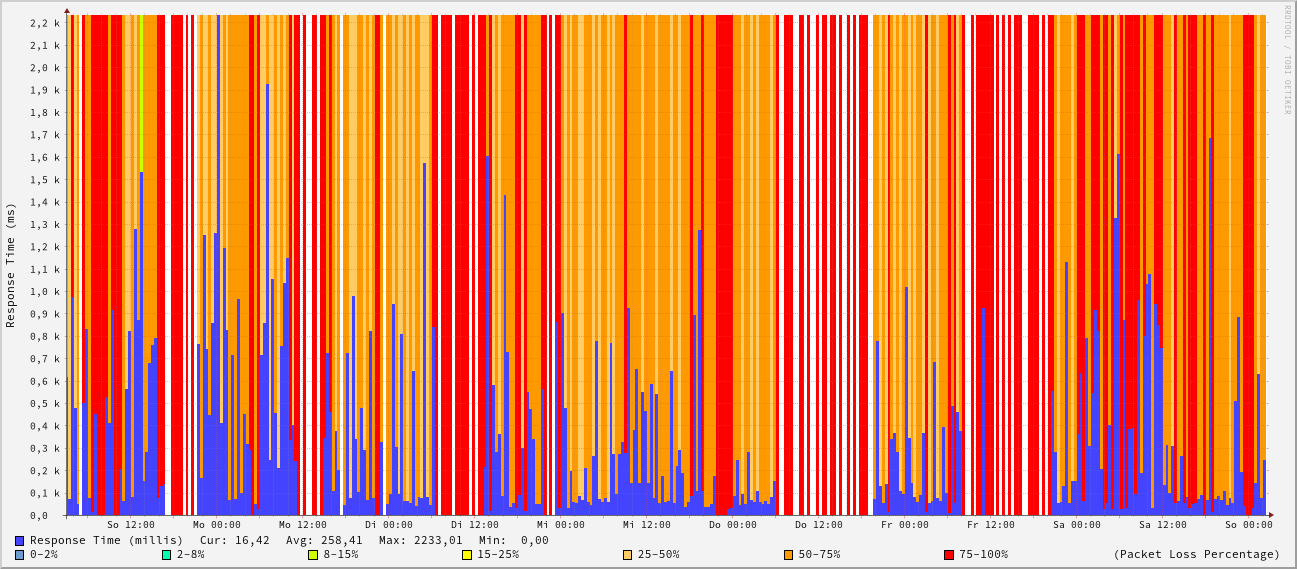 RRDTOOL / TOBI OETIKER
Response Time (ms)
2,2 k
2,1 k
2,0 k
1,9 k
1,8 k
1,7 k
1,6 k
1,5 k
1,4 k
1,3 k
1,2 k
1,1 k
1,0 k
0,9 k
0,8 k
0,7 k
0,6 k
0,5 k
0,4 k
0,3 k
0,2 k
0,1 k
0,0
So 12:00 Mo 00:00 Mo 12:00 Di 00:00 Di 12:00 Mi 00:00 Mi 12:00 Do 00:00 Do 12:00 Fr 00:00 Fr 12:00 Sa 00:00 Sa 12:00 So 00:00
Response Time (millis) Cur: 16,42 Avg: 258,41 Max: 2233,01 Min: 0,00
0-2% 2-8% 8-15% 15-25% 25-50% 50-75% 75-100% (Packet Loss Percentage)